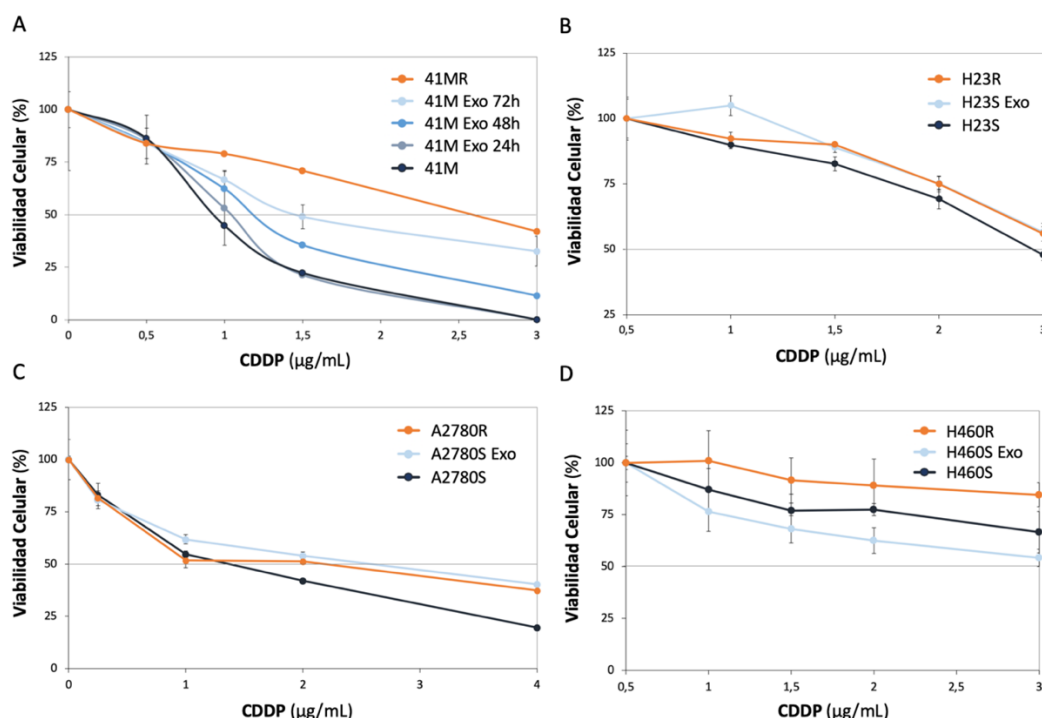 A
Viabilidad Celular (%)
125
100
75
50
25
0
0
0,5
1
1,5
2
2,5
3
CDDP (µg/mL)
41MR
41M Exo 72h
41M Exo 48h
41M Exo 24h
41M
B
Viabilidad Celular (%)
125
100
75
50
25
0,5
1
1,5
2
3
CDDP (µg/mL)
H23R
H23S Exo
H23S
C
Viabilidad Celular (%)
125
100
75
50
25
0
0
1
2
3
4
CDDP (µg/mL)
A2780R
A2780S Exo
A2780S
D
Viabilidad Celular (%)
125
100
75
50
25
0
0,5
1
1,5
2
3
CDDP (µg/mL)
H460R
H460S Exo
H460S